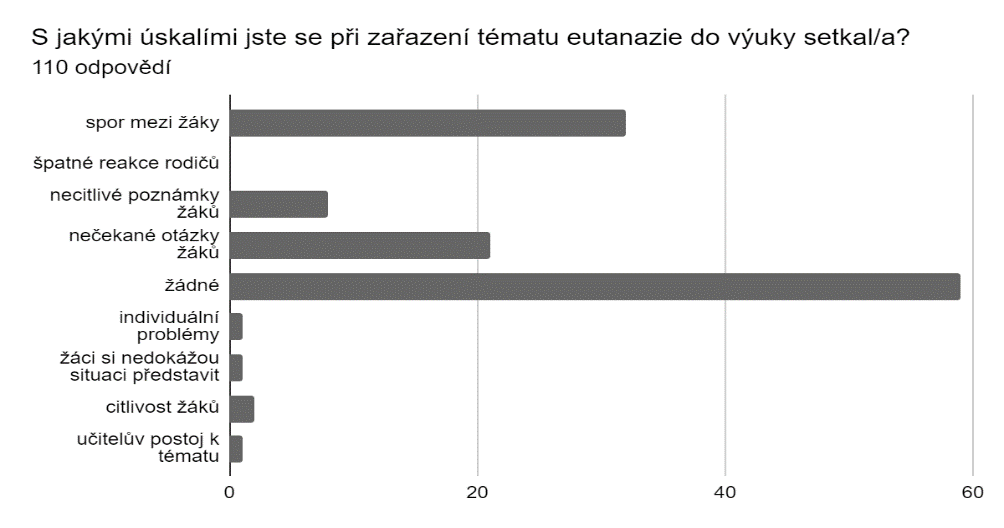 S jakými úskalími jste se při zařazení tématu eutanazie do výuky setkal/a?
110 odpovědí
spor mezi žáky
špatné reakce rodičů
necitlivé poznámky
žáků
nečekané otázky
žáků
žádné
individuální
problémy
žáci si nedokážou
situaci představit
citlivost žáků
učitelův postoj k
tématu
0
20
40
60